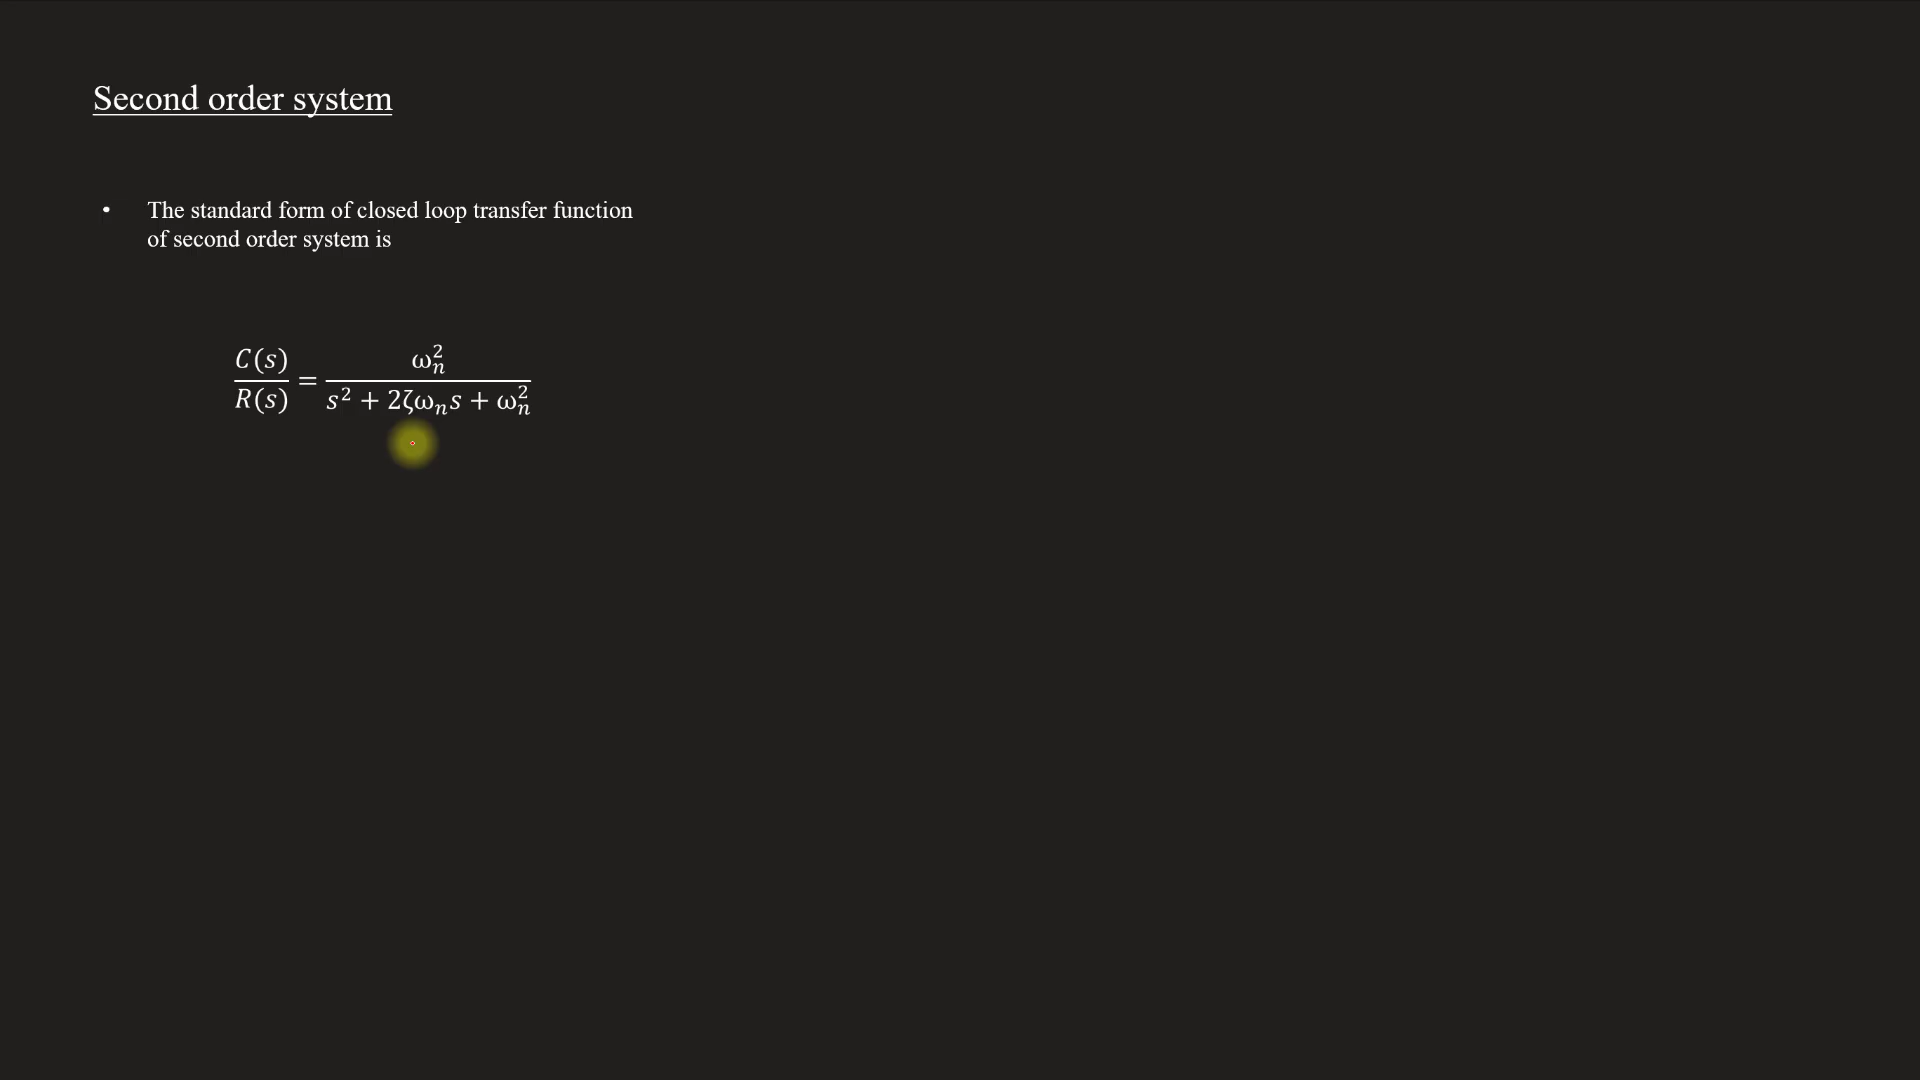 Second order system
• The standard form of closed loop transfer function
of second order system is
C(s)/R(s) = ωₙ²/(s² + 2ζωₙs + ωₙ²)